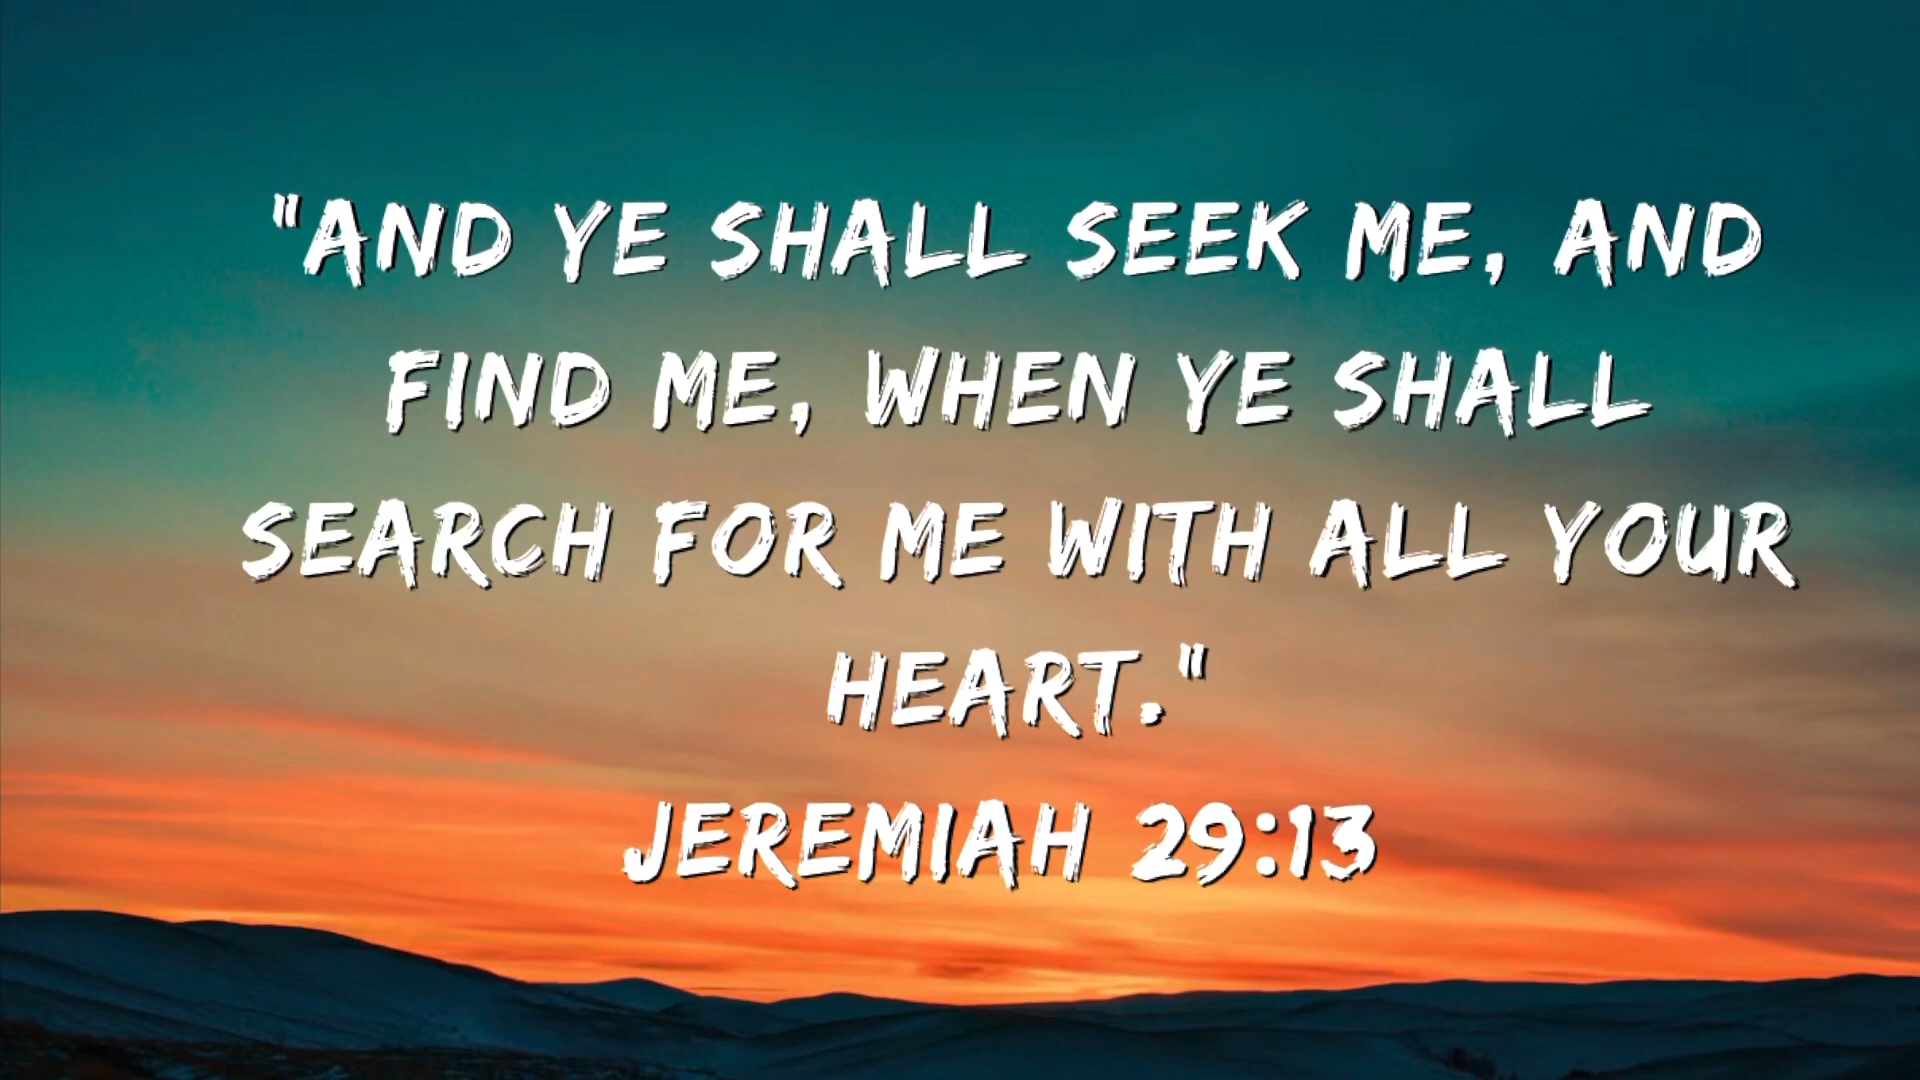 "AND YE SHALL SEEK ME, AND
FIND ME, WHEN YE SHALL
SEARCH FOR ME WITH ALL YOUR
HEART."
JEREMIAH 29:13